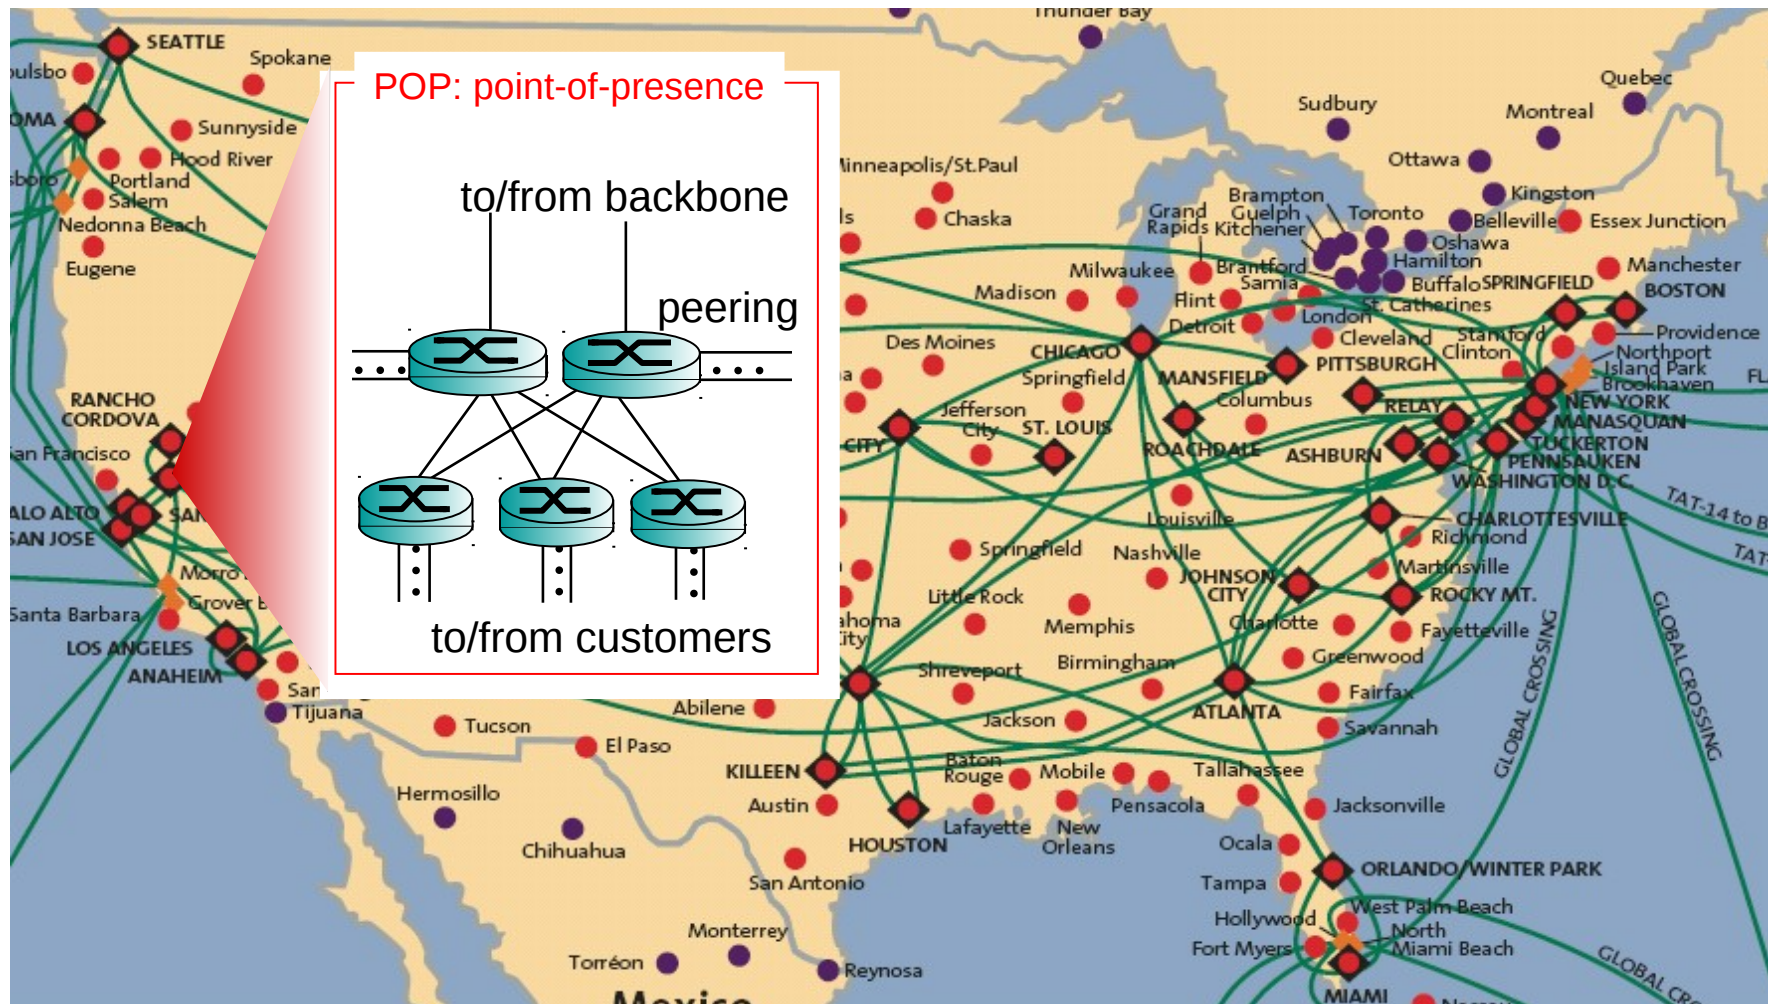 POP: point-of-presence
to/from backbone
peering
to/from customers
SEATTLE
Spokane
Sunnyside
Hood River
Portland
Salem
Nedonna Beach
Eugene
RANCHO
CORDOVA
San Francisco
SAN JOSE
Santa Barbara
LOS ANGELES
ANAHEIM
Tijuana
Tucson
El Paso
Hermosillo
Chihuahua
Monterrey
Torréon
Reynosa
Mexico
Abilene
KILLEEN
Austin
HOUSTON
San Antonio
Thunder Bay
Sudbury
Quebec
Montreal
Ottawa
Kingston
Belleville
Essex Junction
Brampton
Guelph
Kitchener
Toronto
Oshawa
Hamilton
Brantford
Buffalo
St. Catherines
Grand
Rapids
Minneapolis/St.Paul
Chaska
Milwaukee
Madison
Samia
Flint
London
Detroit
Cleveland
SPRINGFIELD
Manchester
BOSTON
Stamford
Providence
Clinton
Northport
Island Park
Brookhaven
Des Moines
CHICAGO
Springfield
MANSFIELD
PITTSBURGH
Columbus
RELAY
NEW YORK
MANASQUAN
TUCKERTON
PENNSAUKEN
WASHINGTON D.C.
CITY
Jefferson
City
ST. LOUIS
ROACHDALE
ASHBURN
Louisville
CHARLOTTESVILLE
Richmond
TAT-14 to B
TAT-
Springfield
Nashville
JOHNSON
CITY
Martinsville
ROCKY MT.
Little Rock
Memphis
Charlotte
Fayetteville
Shreveport
Birmingham
Greenwood
Fairfax
Jackson
ATLANTA
Savannah
GLOBAL CROSSING
GLOBAL CROSSING
Baton
Rouge
Mobile
Tallahassee
Lafayette
New
Orleans
Pensacola
Jacksonville
Ocala
ORLANDO/WINTER PARK
Tampa
West Palm Beach
Hollywood
North
Miami Beach
Fort Myers
MIAMI
GLOBAL CRO